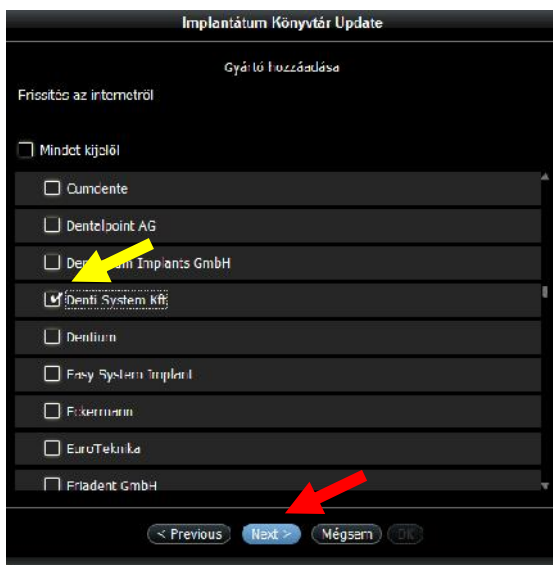 Implantátum Könyvtár Update
Gyártó hozzáadása
Frissítés az internetről
Mindet kijelöl
Cumdente
Dentalpoint AG
Implants GmbH
Denti System Kft
Dentium
Easy System Implant
Eckermann
EuroTeknika
Friadent GmbH
< Previous
Next >
Mégsem
OK